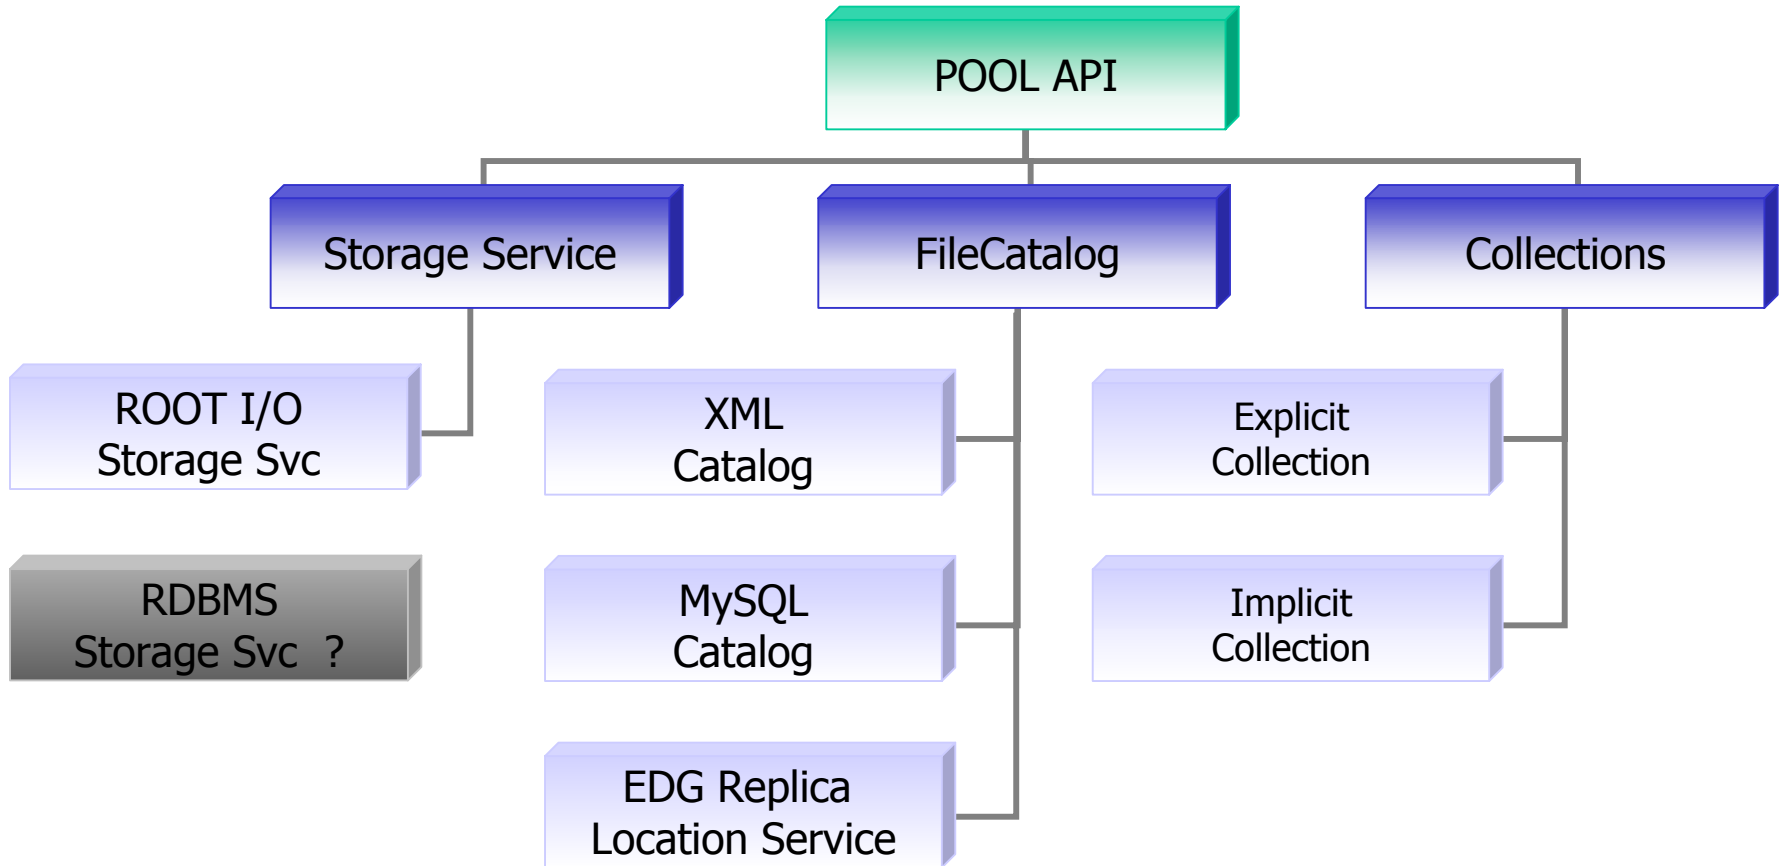 POOL API
Storage Service
FileCatalog
Collections
ROOT I/O
Storage Svc
XML
Catalog
Explicit
Collection
RDBMS
Storage Svc ?
MySQL
Catalog
Implicit
Collection
EDG Replica
Location Service